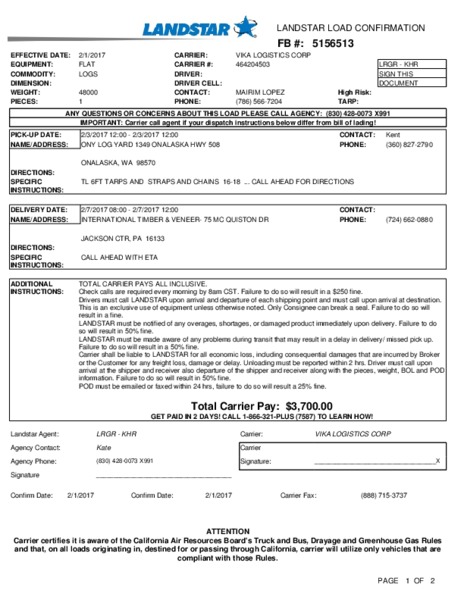 LANDSTAR
LANDSTAR LOAD CONFIRMATION
FB #: 5156513
EFFECTIVE DATE: 2/1/2017 CARRIER: VIKA LOGISTICS CORP
EQUIPMENT: FLAT CARRIER #: 464204503 LRGR - KHR
COMMODITY: LOGS DRIVER: SIGN THIS
DIMENSION: DRIVER CELL: DOCUMENT
WEIGHT: 48000 CONTACT: MAIRIM LOPEZ High Risk:
PIECES: 1 PHONE: (786) 566-7204 TARP:
ANY QUESTIONS OR CONCERNS ABOUT THIS LOAD PLEASE CALL AGENCY: (830) 428-0073 X991
IMPORTANT: Carrier call agent if your dispatch instructions below differ from bill of lading!
PICK-UP DATE: 2/3/2017 12:00 - 2/3/2017 12:00 CONTACT: Kent
NAME/ADDRESS: ONY LOG YARD 1349 ONALASKA HWY 508 PHONE: (360) 827-2790
ONALASKA, WA 98570
DIRECTIONS:
SPECIFIC TL 6FT TARPS AND STRAPS AND CHAINS 16-18 ... CALL AHEAD FOR DIRECTIONS
INSTRUCTIONS:
DELIVERY DATE: 2/7/2017 08:00 - 2/7/2017 12:00 CONTACT:
NAME/ADDRESS: INTERNATIONAL TIMBER & VENEER- 75 MC QUISTON DR PHONE: (724) 662-0880
JACKSON CTR, PA 16133
DIRECTIONS:
SPECIFIC CALL AHEAD WITH ETA
INSTRUCTIONS:
ADDITIONAL TOTAL CARRIER PAYS ALL INCLUSIVE.
INSTRUCTIONS: Check calls are required every morning by 8am CST. Failure to do so will result in a $250 fine.
Drivers must call LANDSTAR upon arrival and departure of each shipping point and must call upon arrival at destination.
This is an exclusive use of equipment unless otherwise noted. Only Consignee can break a seal. Failure to do so will
result in a fine.
LANDSTAR must be notified of any overages, shortages, or damaged product immediately upon delivery. Failure to do
so will result in 50% fine.
LANDSTAR must be made aware of any problems during transit that may result in a delay in delivery/ missed pick up.
Failure to do so will result in a 50% fine.
Carrier shall be liable to LANDSTAR for all economic loss, including consequential damages that are incurred by Broker
or the Customer for any freight loss, damage or delay. Unloading must be reported within 2 hrs. Driver must call upon
arrival at the shipper and receiver also departure of the shipper and receiver along with the pieces, weight, BOL and POD
information. Failure to do so will result in 50% fine.
POD must be emailed or faxed within 24 hrs, failure to do so will result a 25% fine.
Total Carrier Pay: $3,700.00
GET PAID IN 2 DAYS! CALL 1-866-321-PLUS (7587) TO LEARN HOW!
Landstar Agent: LRGR - KHR Carrier: VIKA LOGISTICS CORP
Agency Contact: Kate Carrier
Agency Phone: (830) 428-0073 X991 Signature: X
Signature
Confirm Date: 2/1/2017 Confirm Date: 2/1/2017 Carrier Fax: (888) 715-3737
ATTENTION
Carrier certifies it is aware of the California Air Resources Board's Truck and Bus, Drayage and Greenhouse Gas Rules
and that, on all loads originating in, destined for or passing through California, carrier will utilize only vehicles that are
compliant with those Rules.
PAGE 1 OF 2